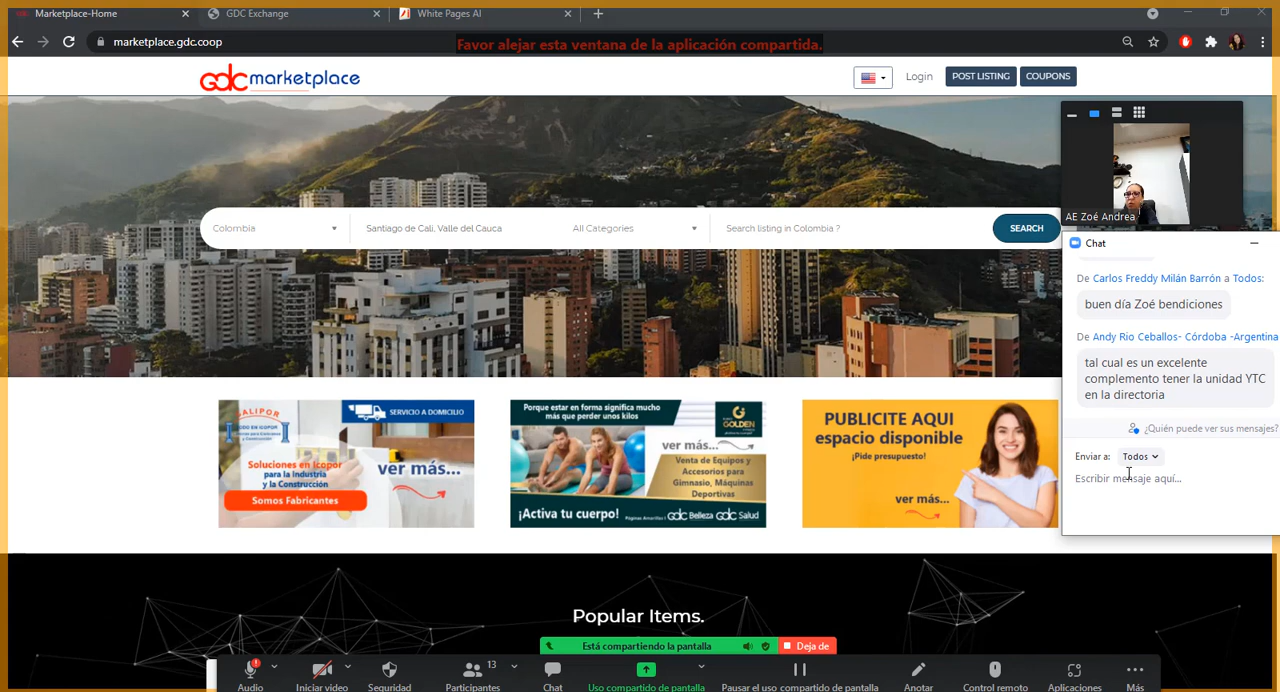 Marketplace-Home
GDC Exchange
White Pages AI
marketplace.gdc.coop
Favor alejar esta ventana de la aplicación compartida.
GDC marketplace
Login
POST LISTING
COUPONS
AE Zoé Andrea
Colombia
Santiago de Cali, Valle del Cauca
All Categories
Search listing in Colombia ?
SEARCH
Chat
De Carlos Freddy Milán Barrón a Todos:
buen día Zoé bendiciones
De Andy Rio Ceballos- Córdoba -Argentina
tal cual es un excelente
complemento tener la unidad YTC
en la directoria
¿Quién puede ver sus mensajes?
Enviar a: Todos
Escribir mensaje aquí...
SERVICIO A DOMICILIO
Soluciones en Icopor
para la Industria
y la Construcción
ver más...
Somos Fabricantes
Porque estar en forma significa mucho
más que perder unos kilos
GOLDEN
ver más...
Venta de Equipos y
Accesorios para
Gimnasio, Máquinas
Deportivas
¡Activa tu cuerpo!
Páginas Amarillas GDC Belleza GDC Salud
PUBLICITE AQUI
espacio disponible
¡Pide presupuesto!
ver más...
Popular Items.
Está compartiendo la pantalla
Deja de
13
Audio
Iniciar video
Seguridad
Participantes
Chat
Uso compartido de pantalla
Pausar el uso compartido de pantalla
Anotar
Control remoto
Aplicaciones
Más